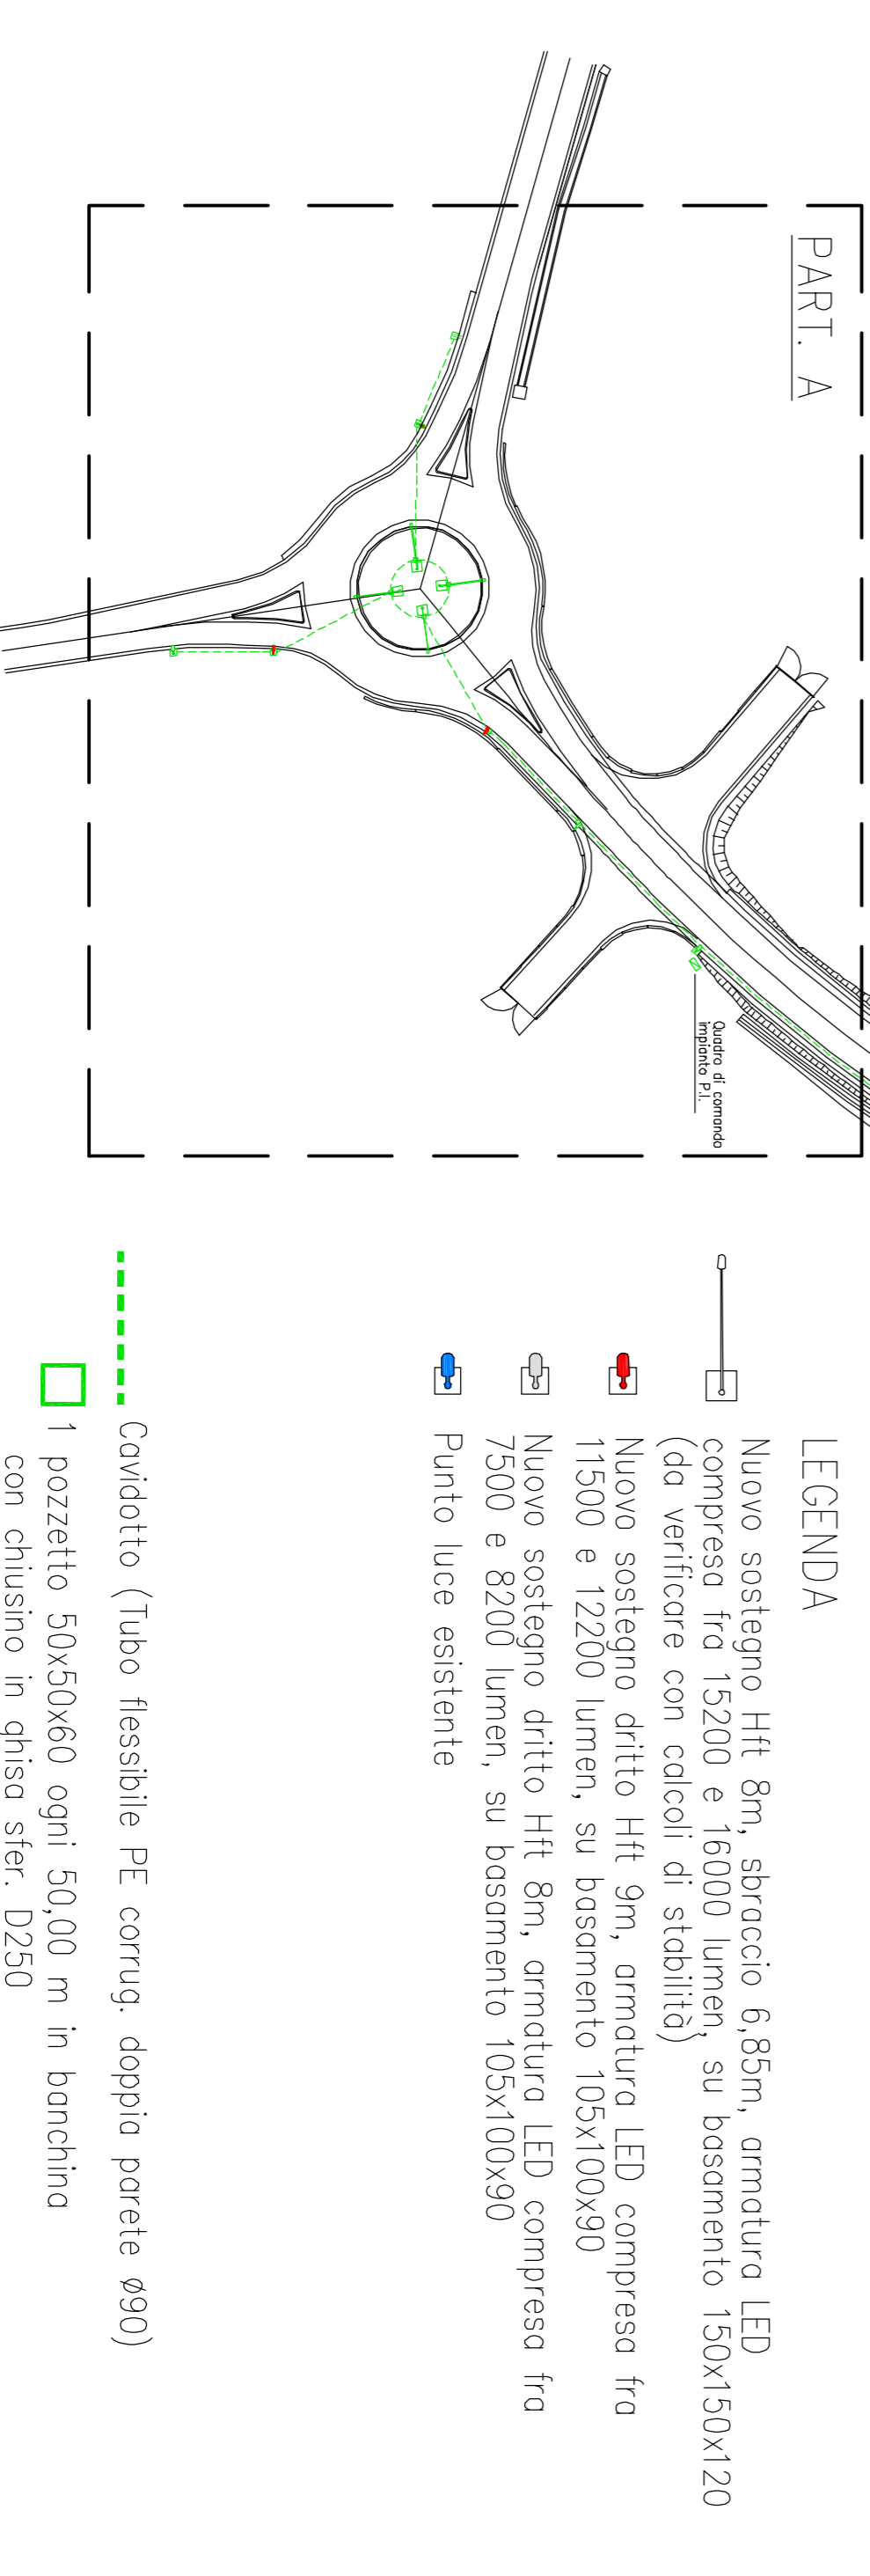 PART. A
Quadro di comando
impianto P.I.
LEGENDA
Nuovo sostegno Hft 8m, sbraccio 6,85m, armatura LED
compresa fra 15200 e 16000 lumen, su basamento 150x150x120
(da verificare con calcoli di stabilità)
Nuovo sostegno dritto Hft 9m, armatura LED compresa fra
11500 e 12200 lumen, su basamento 105x100x90
Nuovo sostegno dritto Hft 8m, armatura LED compresa fra
7500 e 8200 lumen, su basamento 105x100x90
Punto luce esistente
Cavidotto (Tubo flessibile PE corrug. doppia parete ø90)
1 pozzetto 50x50x60 ogni 50,00 m in banchina
con chiusino in ghisa sfer. D250